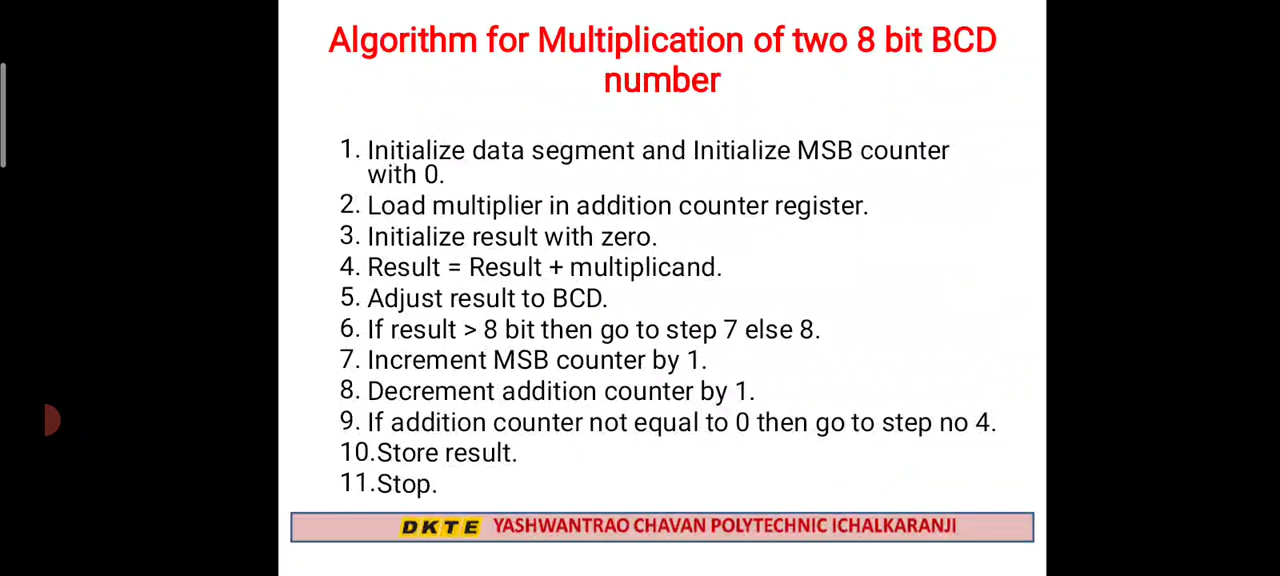 Algorithm for Multiplication of two 8 bit BCD
number
1. Initialize data segment and Initialize MSB counter
with 0.
2. Load multiplier in addition counter register.
3. Initialize result with zero.
4. Result = Result + multiplicand.
5. Adjust result to BCD.
6. If result > 8 bit then go to step 7 else 8.
7. Increment MSB counter by 1.
8. Decrement addition counter by 1.
9. If addition counter not equal to 0 then go to step no 4.
10.Store result.
11.Stop.
DKTE YASHWANTRAO CHAVAN POLYTECHNIC ICHALKARANJI